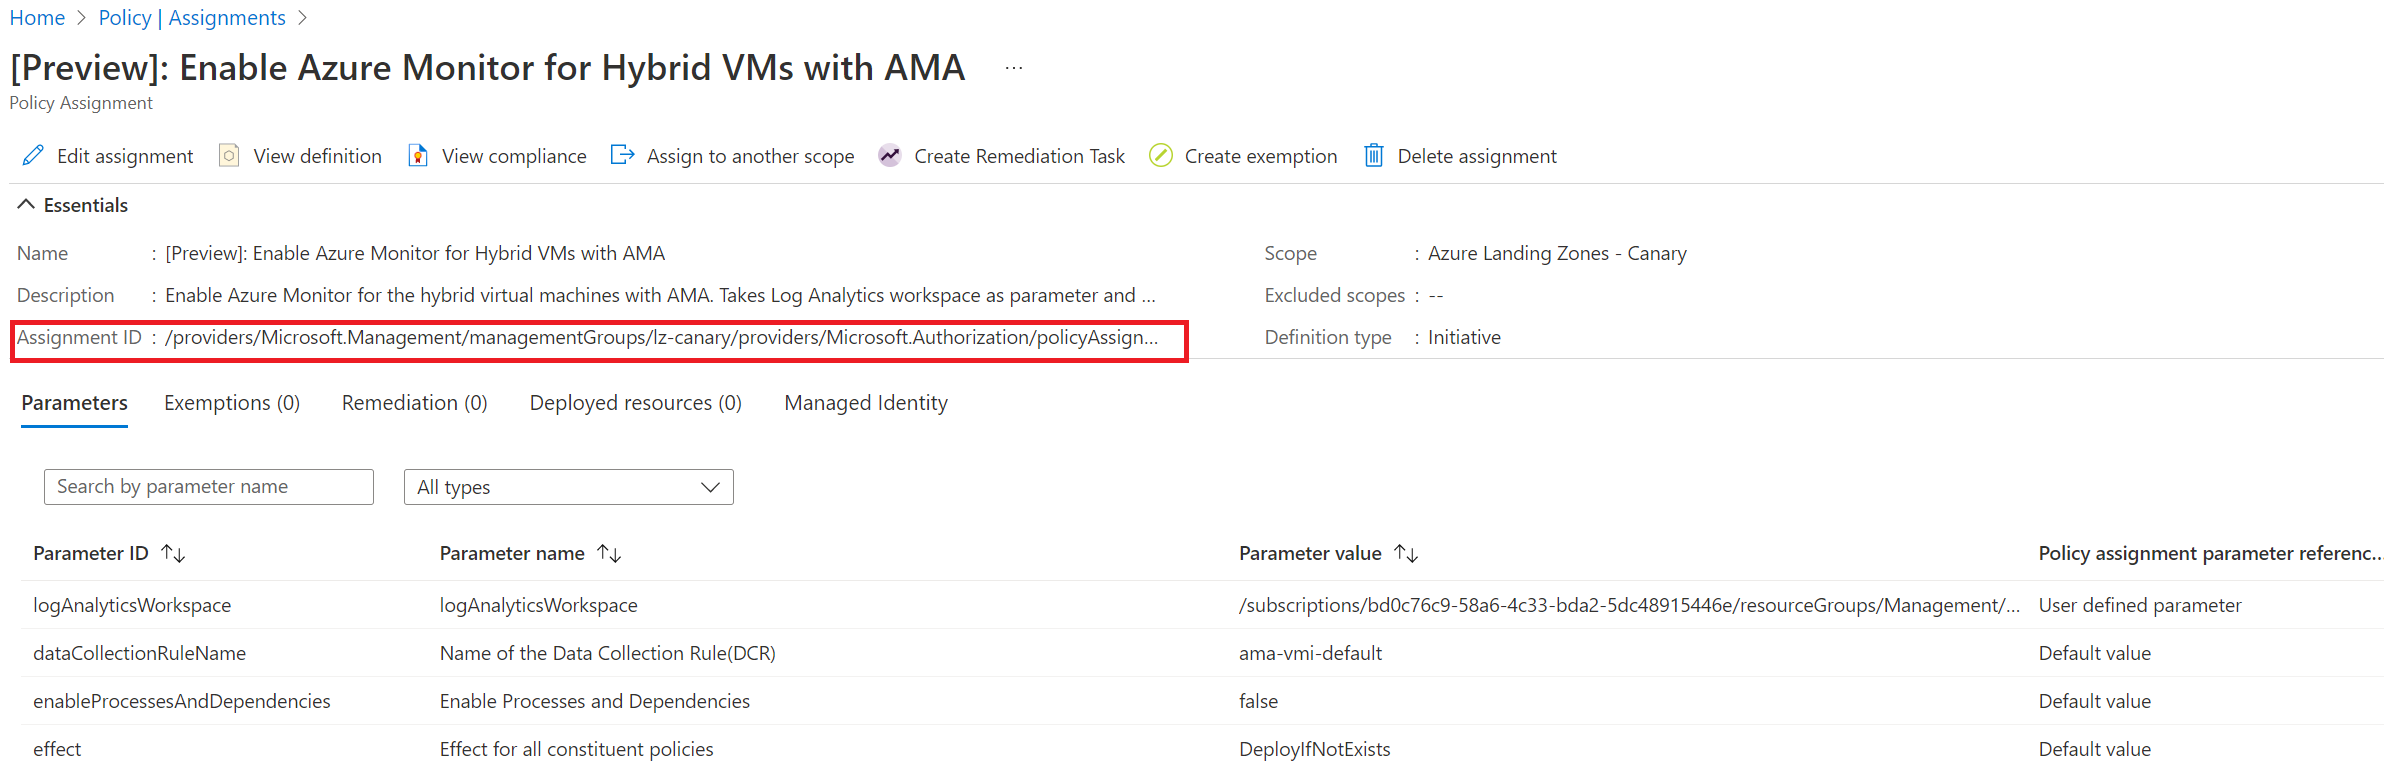 Home > Policy | Assignments >
[Preview]: Enable Azure Monitor for Hybrid VMs with AMA ...
Policy Assignment
Edit assignment View definition View compliance Assign to another scope Create Remediation Task Create exemption Delete assignment
Essentials
Name : [Preview]: Enable Azure Monitor for Hybrid VMs with AMA Scope : Azure Landing Zones - Canary
Description : Enable Azure Monitor for the hybrid virtual machines with AMA. Takes Log Analytics workspace as parameter and ... Excluded scopes : --
Assignment ID : /providers/Microsoft.Management/managementGroups/lz-canary/providers/Microsoft.Authorization/policyAssign... Definition type : Initiative
Parameters Exemptions (0) Remediation (0) Deployed resources (0) Managed Identity
Search by parameter name All types
Parameter ID ↑↓ Parameter name ↑↓ Parameter value ↑↓ Policy assignment parameter referenc...
logAnalyticsWorkspace logAnalyticsWorkspace /subscriptions/bd0c76c9-58a6-4c33-bda2-5dc48915446e/resourceGroups/Management/... User defined parameter
dataCollectionRuleName Name of the Data Collection Rule(DCR) ama-vmi-default Default value
enableProcessesAndDependencies Enable Processes and Dependencies false Default value
effect Effect for all constituent policies DeployIfNotExists Default value